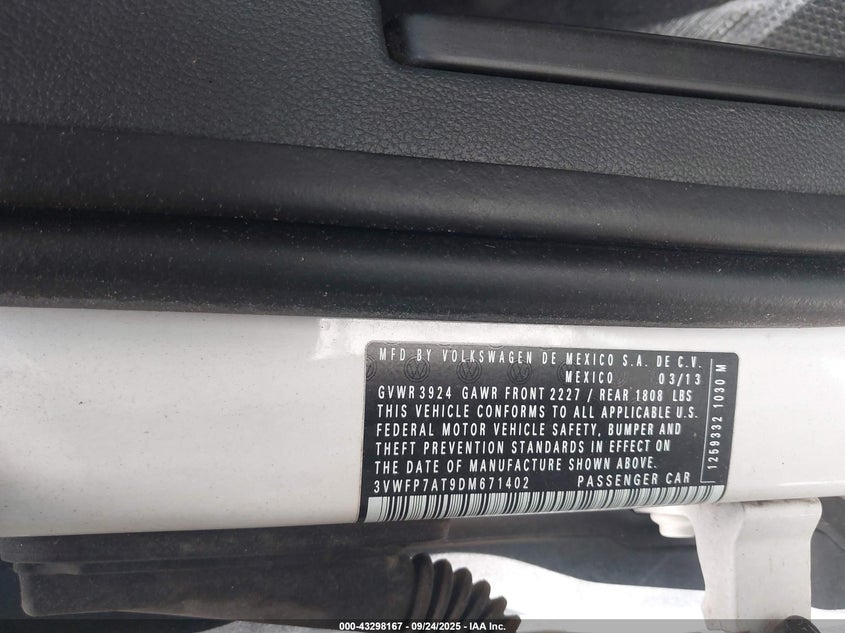 MFD BY VOLKSWAGEN DE MEXICO S.A. DE C.V.
MEXICO 03/13
GVWR 3924 GAWR FRONT 2227 / REAR 1808 LBS
THIS VEHICLE CONFORMS TO ALL APPLICABLE U.S.
FEDERAL MOTOR VEHICLE SAFETY, BUMPER AND
THEFT PREVENTION STANDARDS IN EFFECT ON
THE DATE OF MANUFACTURE SHOWN ABOVE.
3VWFP7AT9DM671402 PASSENGER CAR
1259332 1030 M
000-43298167 - 09/24/2025 - IAA Inc.